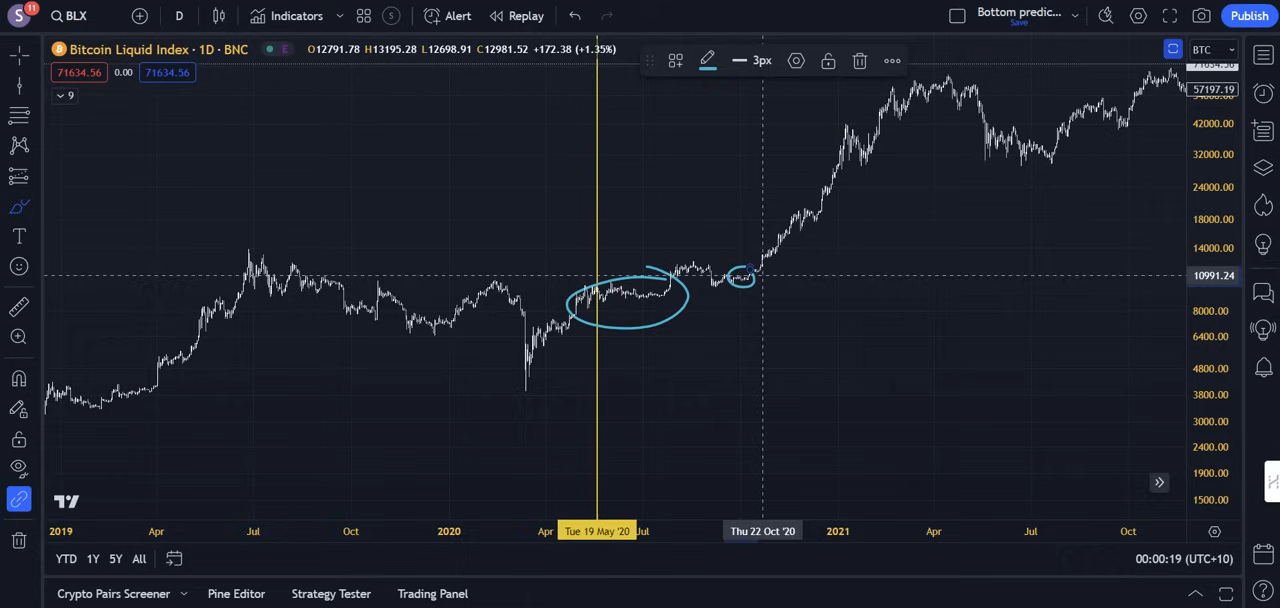 S 11 BLX D Indicators S Alert Replay Bottom predic... Save Publish
Bitcoin Liquid Index · 1D · BNC E O12791.78 H13195.28 L12698.91 C12981.52 +172.38 (+1.35%) 3px BTC
71634.56 0.00 71634.56
57197.19
9
42000.00
32000.00
24000.00
18000.00
14000.00
10991.24
8000.00
6400.00
4800.00
3800.00
3000.00
2400.00
1900.00
1500.00
2019 Apr Jul Oct 2020 Apr Tue 19 May '20 Jul Thu 22 Oct '20 2021 Apr Jul Oct
YTD 1Y 5Y All 00:00:19 (UTC+10)
Crypto Pairs Screener Pine Editor Strategy Tester Trading Panel